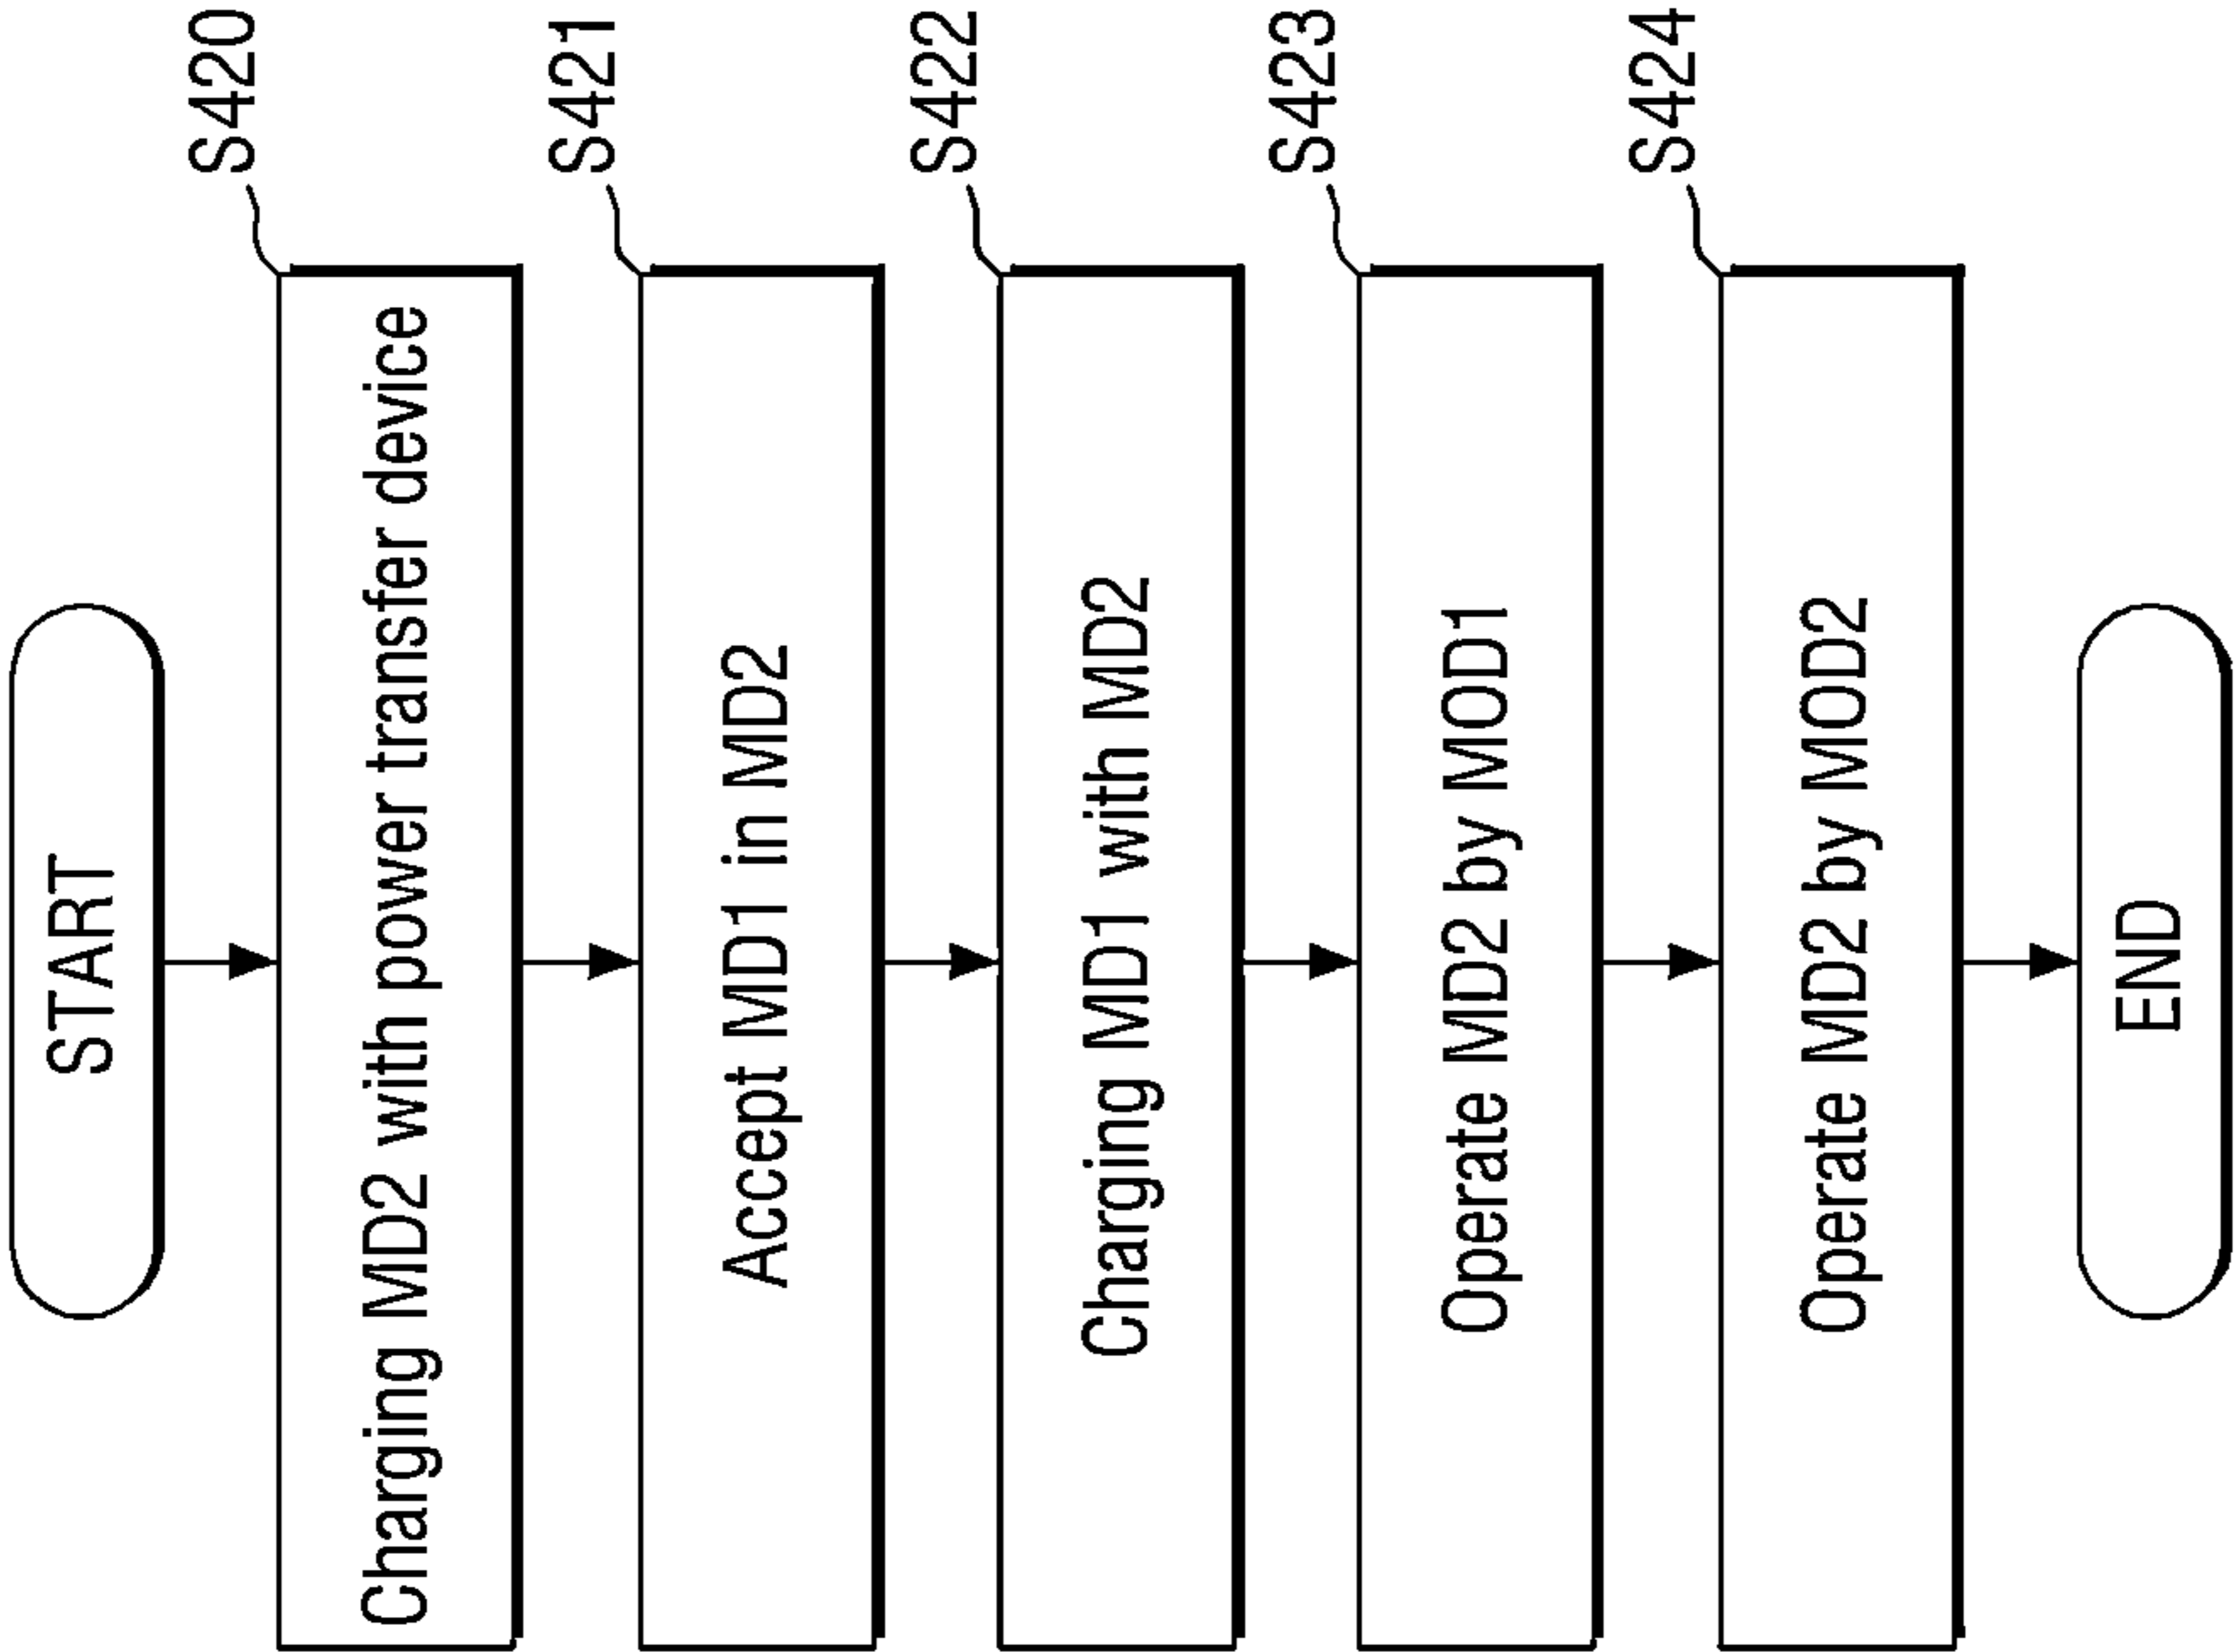 START
S420
Charging MD2 with power transfer device
S421
Accept MD1 in MD2
S422
Charging MD1 with MD2
S423
Operate MD2 by MOD1
S424
Operate MD2 by MOD2
END